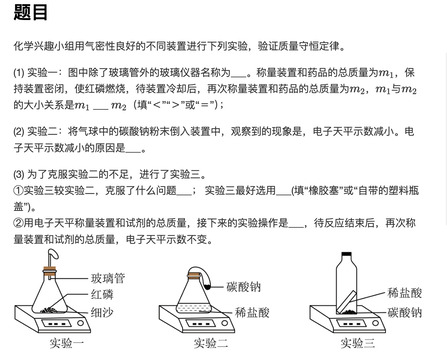 题目
化学兴趣小组用气密性良好的不同装置进行下列实验，验证质量守恒定律。
(1) 实验一：图中除了玻璃管外的玻璃仪器名称为___。称量装置和药品的总质量为m₁，保
持装置密闭，使红磷燃烧，待装置冷却后，再次称量装置和药品的总质量为m₂，m₁与m₂
的大小关系是m₁ ___ m₂（填“<”“>”或“=”）；
(2) 实验二：将气球中的碳酸钠粉末倒入装置中，观察到的现象是，电子天平示数减小。电
子天平示数减小的原因是___。
(3) 为了克服实验二的不足，进行了实验三。
①实验三较实验二，克服了什么问题___； 实验三最好选用___(填“橡胶塞”或“自带的塑料瓶
盖”)。
②用电子天平称量装置和试剂的总质量，接下来的实验操作是___，待反应结束后，再次称
量装置和试剂的总质量，电子天平示数不变。
玻璃管
红磷
细沙
实验一
碳酸钠
稀盐酸
实验二
稀盐酸
碳酸钠
实验三